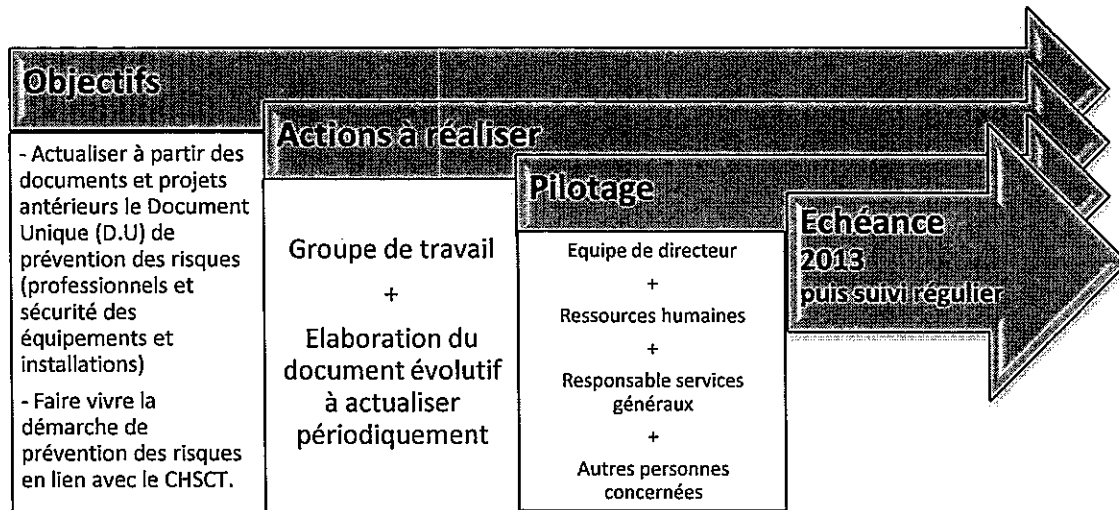 Objectifs
- Actualiser à partir des
documents et projets
antérieurs le Document
Unique (D.U) de
prévention des risques
(professionnels et
sécurité des
équipements et
installations)
- Faire vivre la
démarche de
prévention des risques
en lien avec le CHSCT.
Actions à réaliser
Groupe de travail
+
Elaboration du
document évolutif
à actualiser
périodiquement
Pilotage
Equipe de directeur
+
Ressources humaines
+
Responsable services
généraux
+
Autres personnes
concernées
Echéance
2013
puis suivi régulier